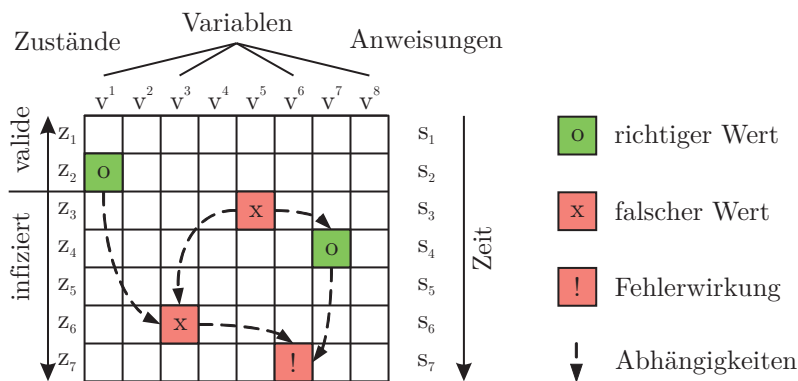 Variablen
Zustände Anweisungen
v¹ v² v³ v⁴ v⁵ v⁶ v⁷ v⁸
valide
z₁ s₁ o richtiger Wert
z₂ o s₂
infiziert
z₃ x s₃ x falscher Wert
z₄ o s₄
Zeit
z₅ s₅ ! Fehlerwirkung
z₆ x s₆
z₇ ! s₇ Abhängigkeiten